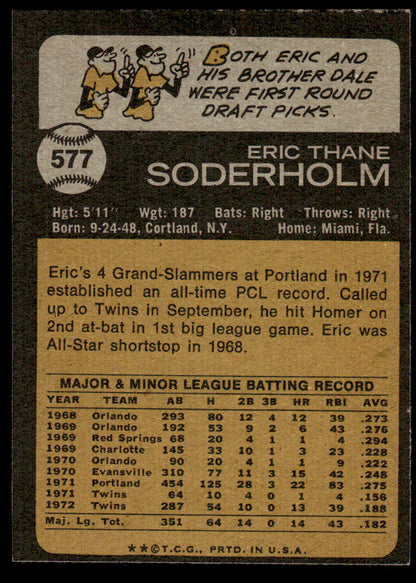 BOTH ERIC AND
HIS BROTHER DALE
WERE FIRST ROUND
DRAFT PICKS.
577
ERIC THANE
SODERHOLM
Hgt: 5'11" Wgt: 187 Bats: Right Throws: Right
Born: 9-24-48, Cortland, N.Y. Home: Miami, Fla.
Eric's 4 Grand-Slammers at Portland in 1971
established an all-time PCL record. Called
up to Twins in September, he hit Homer on
2nd at-bat in 1st big league game. Eric was
All-Star shortstop in 1968.
MAJOR & MINOR LEAGUE BATTING RECORD
YEAR TEAM AB H 2B 3B HR RBI AVG
1968 Orlando 293 80 12 4 12 39 .273
1969 Orlando 192 53 9 6 2 43 .276
1969 Red Springs 68 20 4 1 1 4 .294
1969 Charlotte 145 33 10 1 3 23 .228
1970 Orlando 90 20 4 1 1 9 .222
1970 Evansville 310 77 11 3 15 42 .248
1971 Portland 454 125 28 3 22 83 .275
1971 Twins 64 10 4 0 1 4 .156
1972 Twins 287 54 10 0 13 39 .188
Maj. Lg. Tot. 351 64 14 0 14 43 .182
**©T.C.G., PRTD. IN U.S.A.